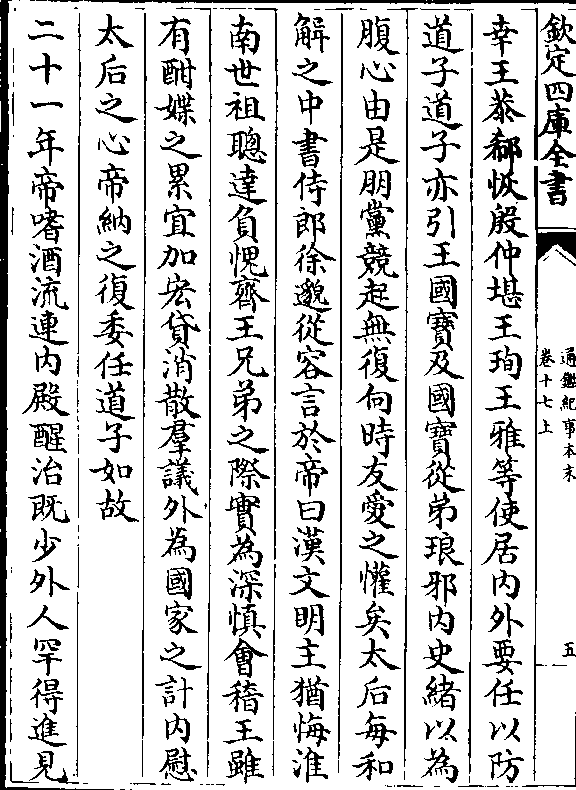 欽定四庫全書
通鑑紀事本末
卷十七上
五
幸王恭郗恢殷仲堪王珣王雅等使居内外要任以防
道子道子亦引王國寶及國寶從弟琅邪内史緒以為
腹心由是朋黨競起無復向時友愛之懽矣太后每和
解之中書侍郎徐邈從容言於帝曰漢文明主猶悔淮
南世祖聰達負愧齊王兄弟之際實為深慎會稽王雖
有酣媟之累宜加宏貸消散羣議外為國家之計内慰
太后之心帝納之復委任道子如故
二十一年帝嗜酒流連内殿醒治既少外人罕得進見